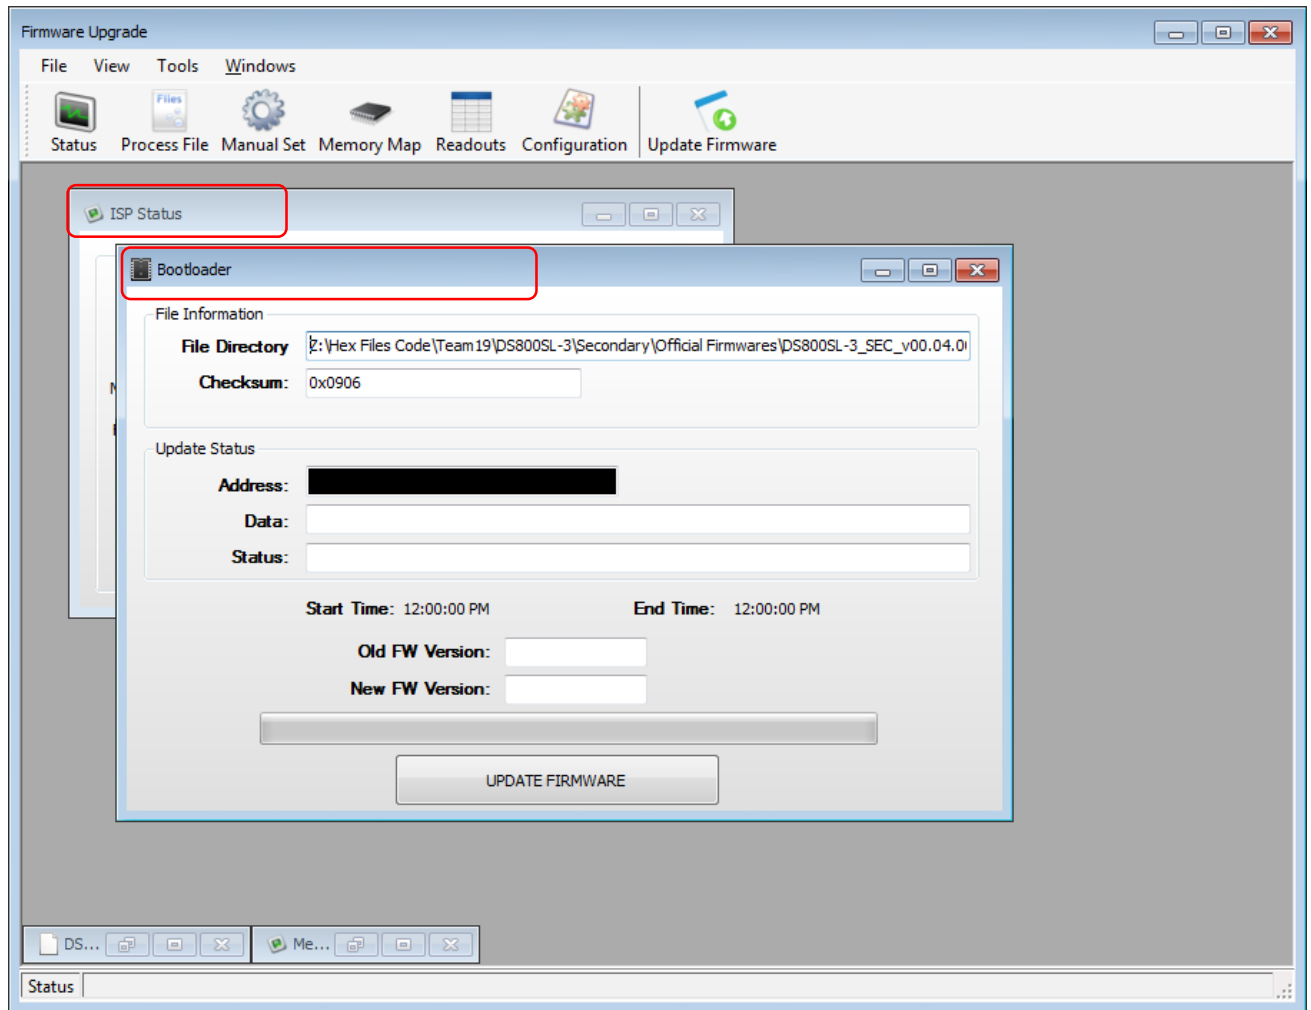 Firmware Upgrade
File View Tools Windows
Files
Status Process File Manual Set Memory Map Readouts Configuration Update Firmware
ISP Status
Bootloader
File Information
File Directory Z:\Hex Files Code\Team19\DS800SL-3\Secondary\Official Firmwares\DS800SL-3_SEC_v00.04.0
Checksum: 0x0906
Update Status
Address:
Data:
Status:
Start Time: 12:00:00 PM End Time: 12:00:00 PM
Old FW Version:
New FW Version:
UPDATE FIRMWARE
DS... Me...
Status